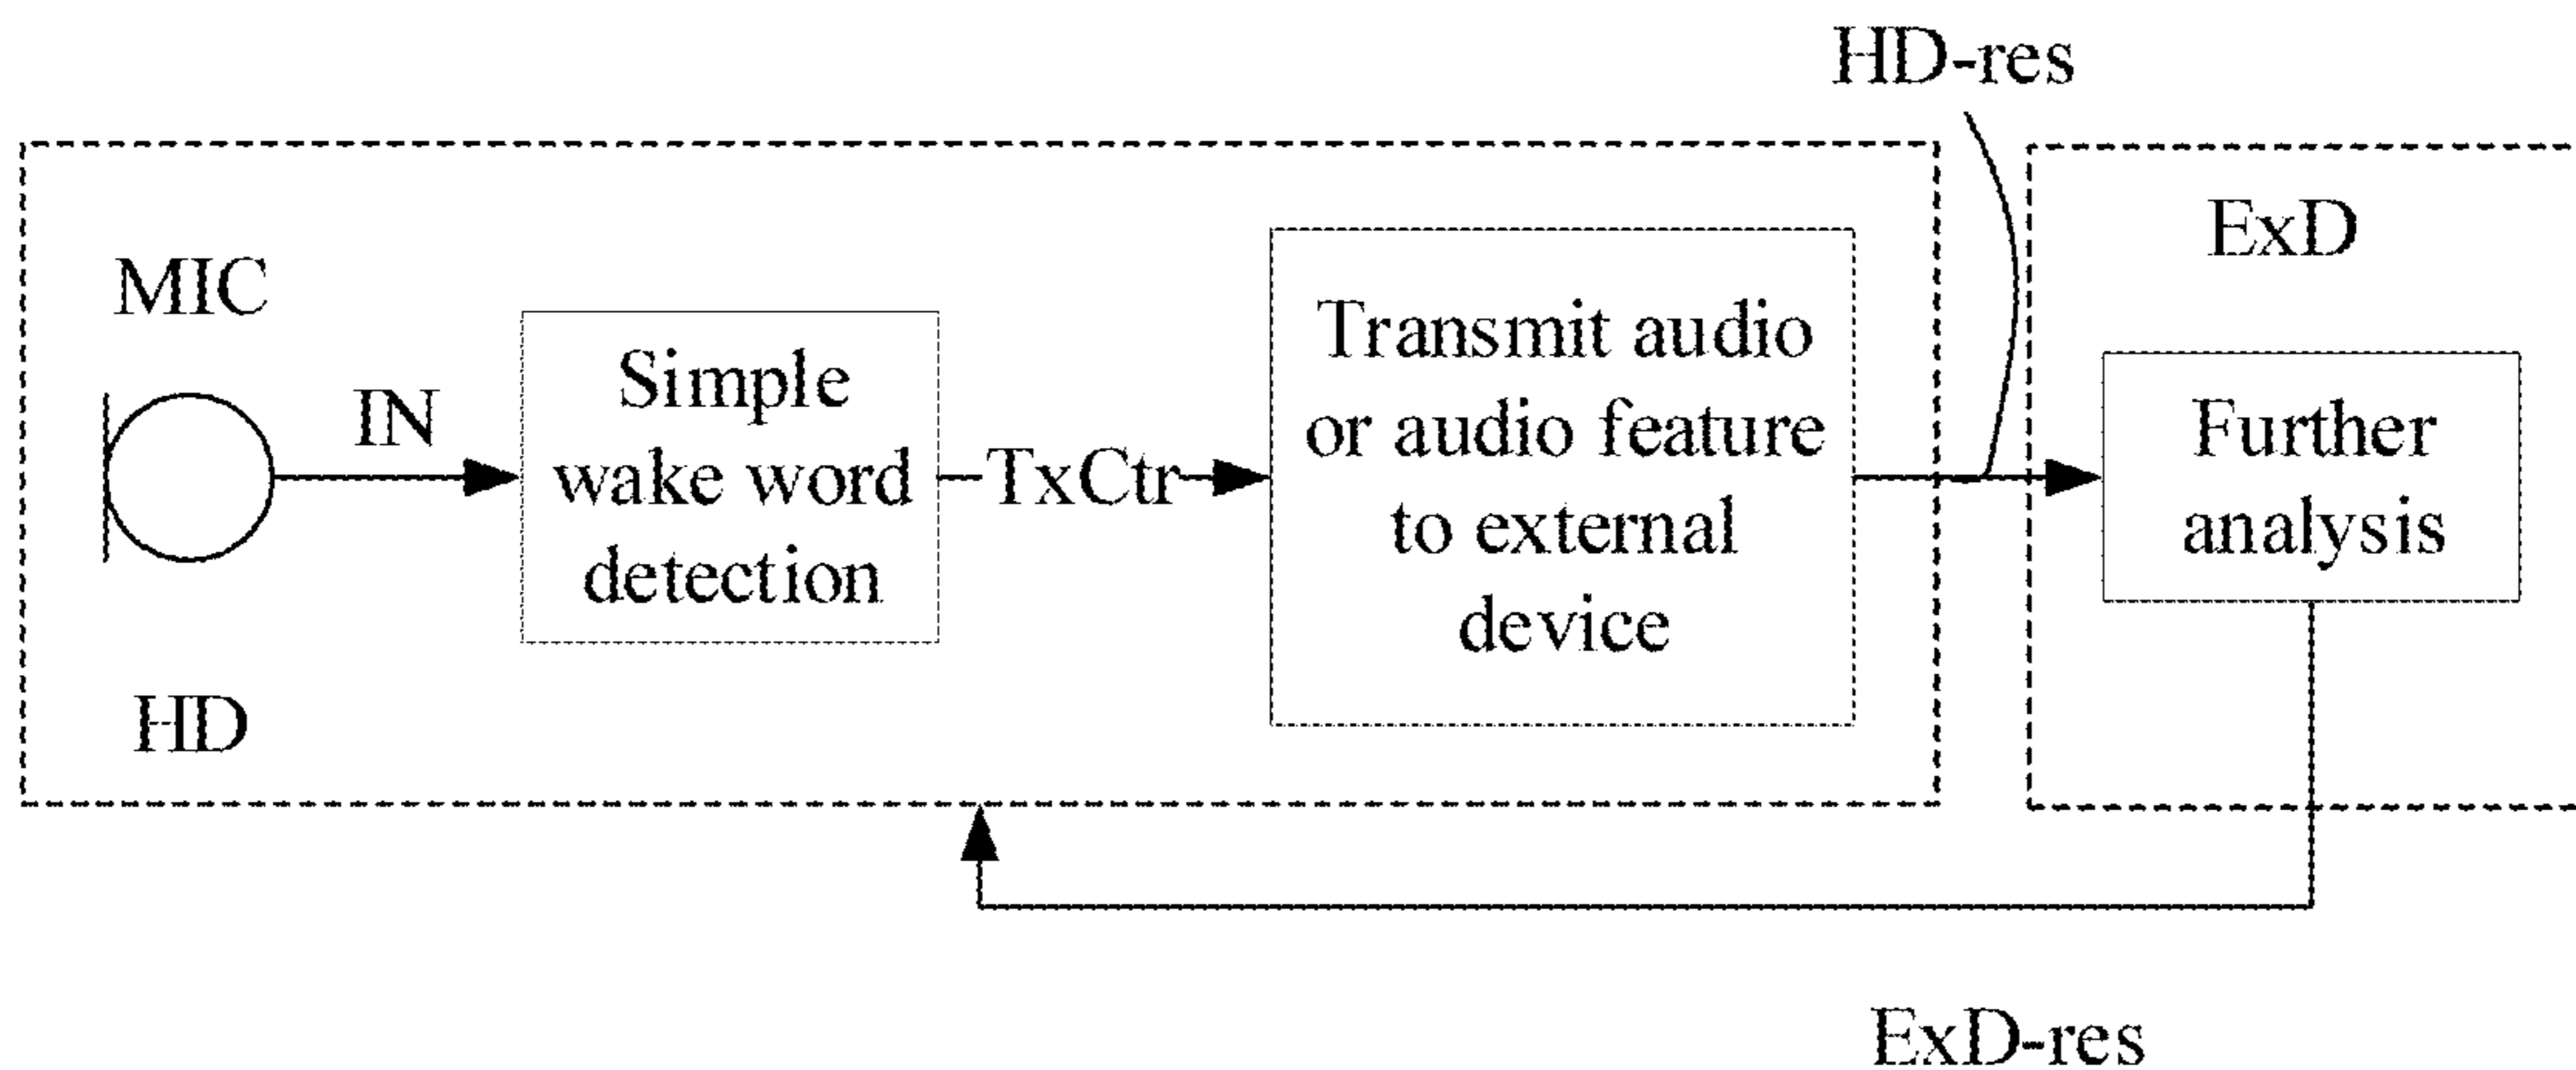 HD-res
ExD
MIC
IN
Simple
wake word
detection
TxCtr
Transmit audio
or audio feature
to external
device
Further
analysis
HD
ExD-res